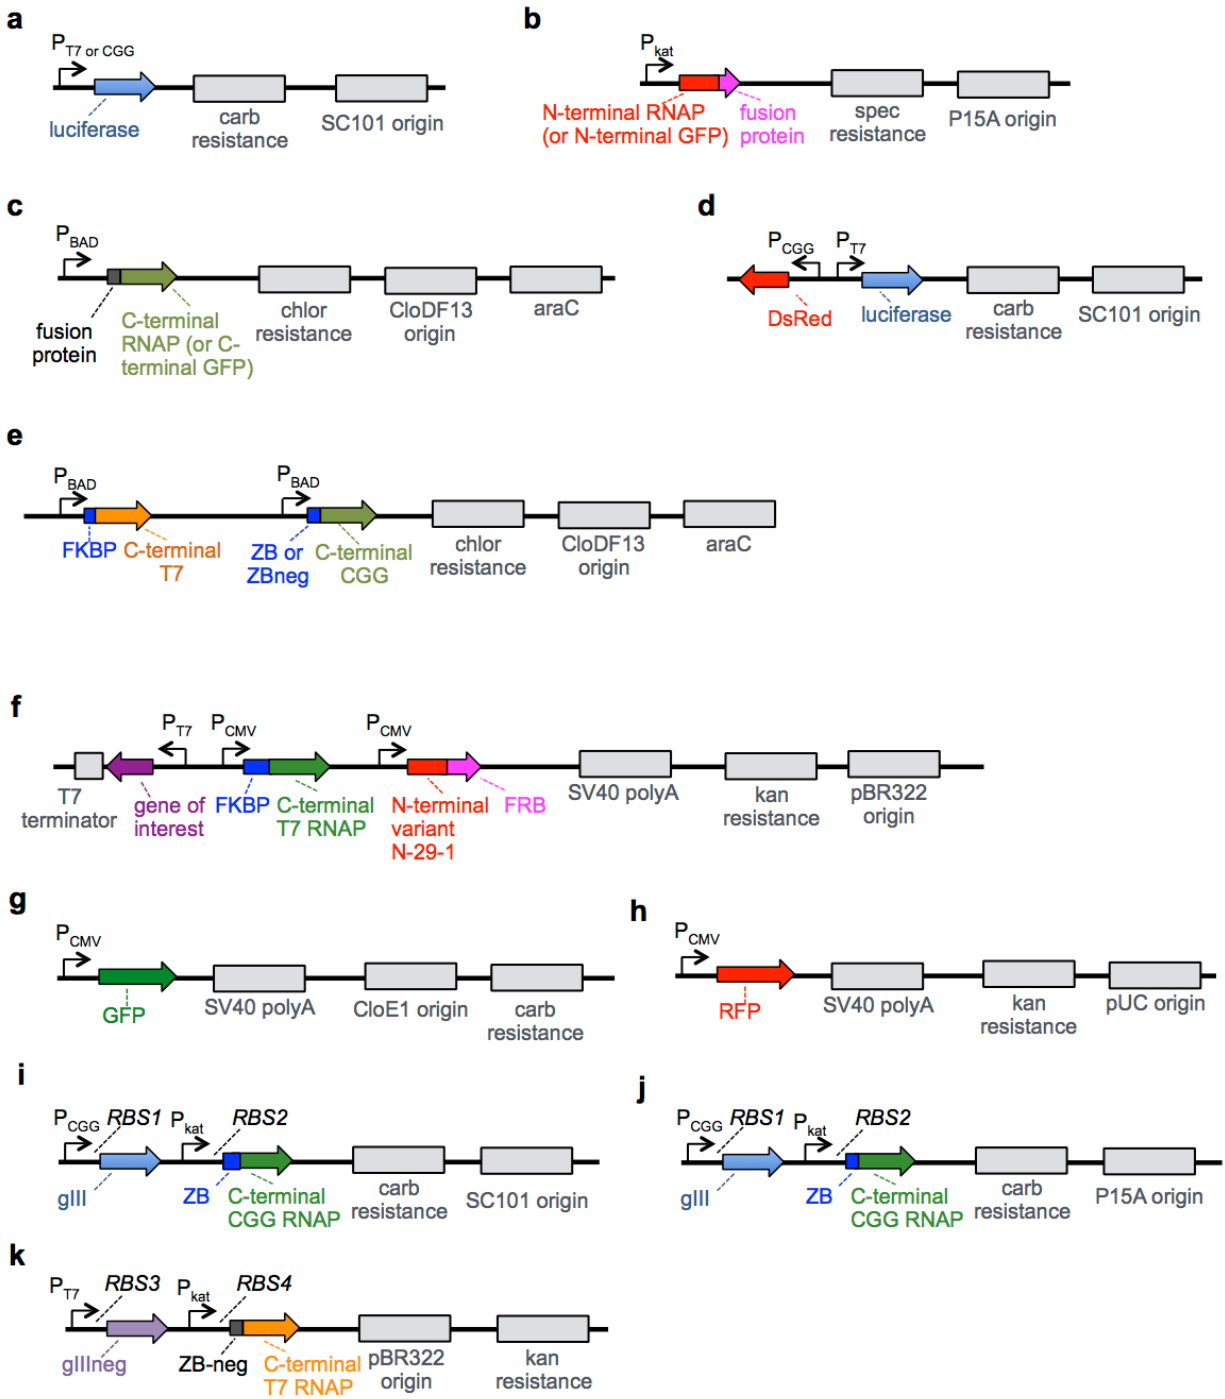 a
P T7 or CGG
luciferase
carb
resistance
SC101 origin
b
P kat
N-terminal RNAP
(or N-terminal GFP)
fusion
protein
spec
resistance
P15A origin
c
P BAD
fusion
protein
C-terminal
RNAP (or C-
terminal GFP)
chlor
resistance
CloDF13
origin
araC
d
P CGG
P T7
DsRed
luciferase
carb
resistance
SC101 origin
e
P BAD
P BAD
FKBP
C-terminal
T7
ZB or
ZBneg
C-terminal
CGG
chlor
resistance
CloDF13
origin
araC
f
P T7
P CMV
P CMV
T7
terminator
gene of
interest
FKBP
C-terminal
T7 RNAP
N-terminal
variant
N-29-1
FRB
SV40 polyA
kan
resistance
pBR322
origin
g
P CMV
GFP
SV40 polyA
CloE1 origin
carb
resistance
h
P CMV
RFP
SV40 polyA
kan
resistance
pUC origin
i
P CGG
RBS1
P kat
RBS2
gIII
ZB
C-terminal
CGG RNAP
carb
resistance
SC101 origin
j
P CGG
RBS1
P kat
RBS2
gIII
ZB
C-terminal
CGG RNAP
carb
resistance
P15A origin
k
P T7
RBS3
P kat
RBS4
gIIIneg
ZB-neg
C-terminal
T7 RNAP
pBR322
origin
kan
resistance